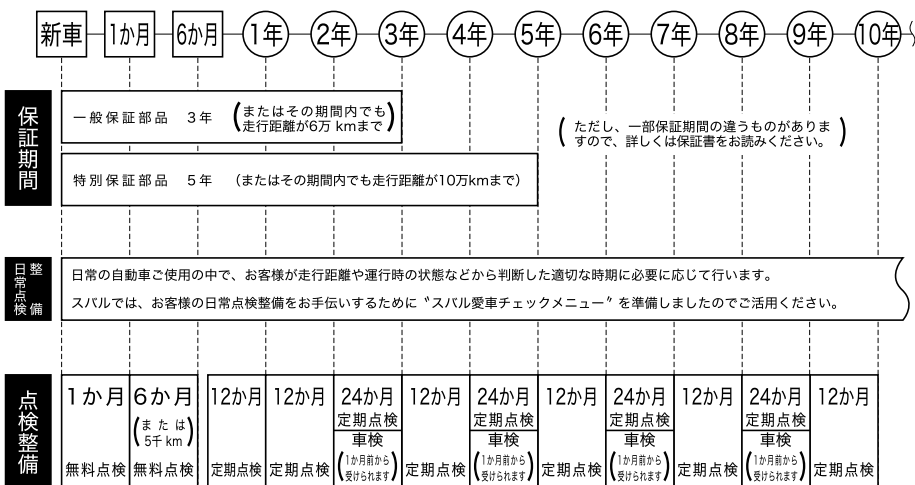 新車 1か月 6か月 1年 2年 3年 4年 5年 6年 7年 8年 9年 10年
保証期間
一般保証部品 3年 (またはその期間内でも
走行距離が6万kmまで)
(ただし、一部保証期間の違うものがありま
すので、詳しくは保証書をお読みください。)
特別保証部品 5年 (またはその期間内でも走行距離が10万kmまで)
日常点検整備
日常の自動車ご使用の中で、お客様が走行距離や運行時の状態などから判断した適切な時期に必要に応じて行います。
スバルでは、お客様の日常点検整備をお手伝いするために〝スバル愛車チェックメニュー〞を準備しましたのでご活用ください。
点検整備
1か月
無料点検
6か月
(または
5千km)
無料点検
12か月
定期点検
12か月
定期点検
24か月
定期点検
車検
(1か月前から
受けられます)
12か月
定期点検
24か月
定期点検
車検
(1か月前から
受けられます)
12か月
定期点検
24か月
定期点検
車検
(1か月前から
受けられます)
12か月
定期点検
24か月
定期点検
車検
(1か月前から
受けられます)
12か月
定期点検